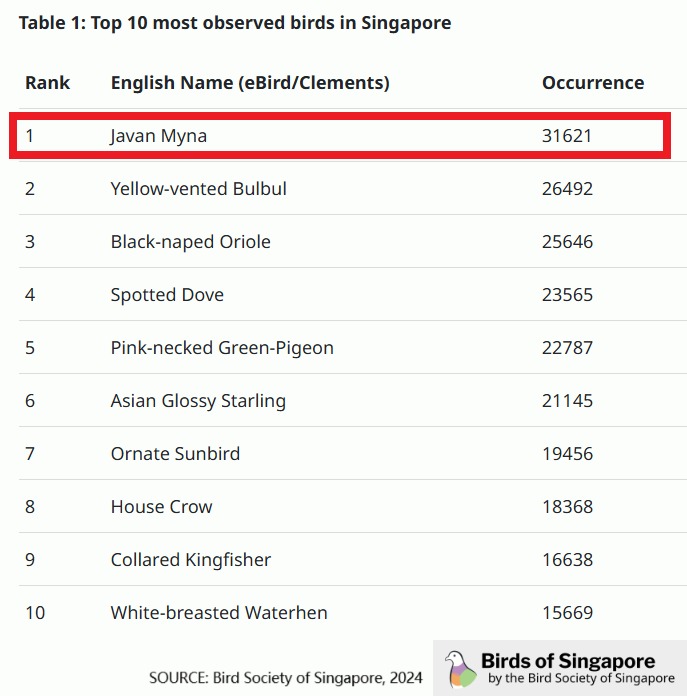 Table 1: Top 10 most observed birds in Singapore
Rank English Name (eBird/Clements) Occurrence
1 Javan Myna 31621
2 Yellow-vented Bulbul 26492
3 Black-naped Oriole 25646
4 Spotted Dove 23565
5 Pink-necked Green-Pigeon 22787
6 Asian Glossy Starling 21145
7 Ornate Sunbird 19456
8 House Crow 18368
9 Collared Kingfisher 16638
10 White-breasted Waterhen 15669
SOURCE: Bird Society of Singapore, 2024
Birds of Singapore
by the Bird Society of Singapore